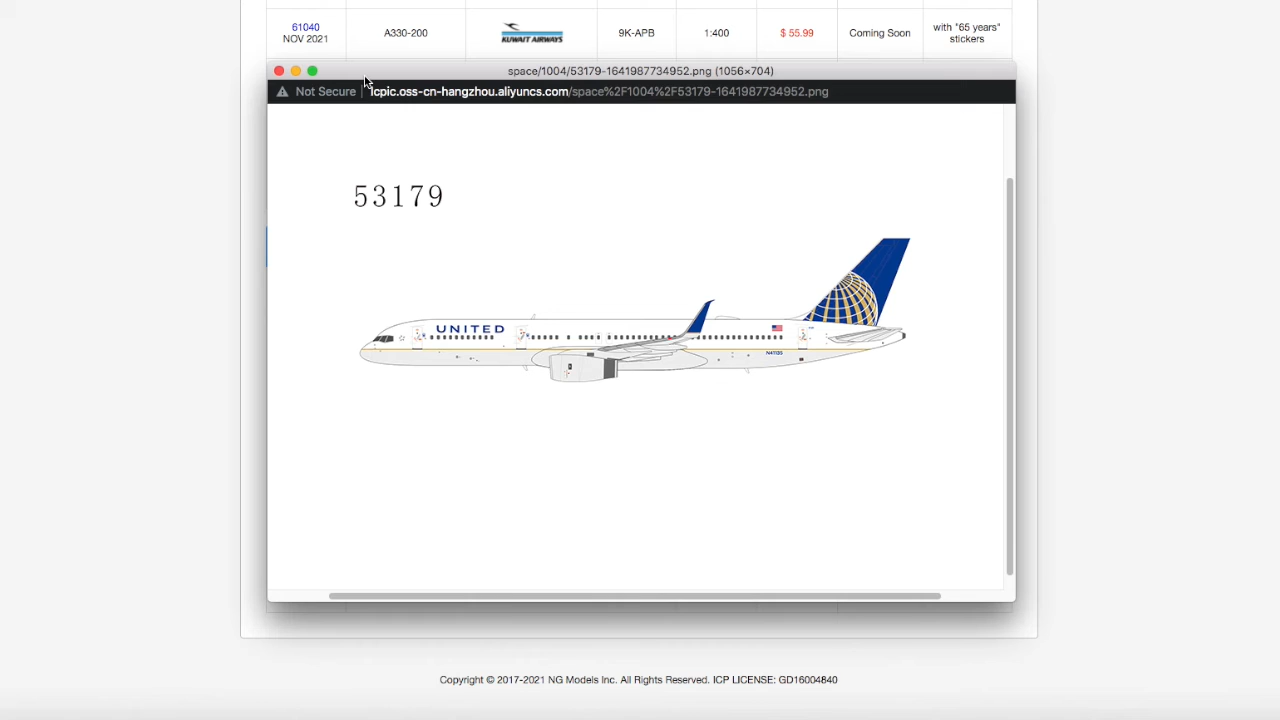 61040
NOV 2021
A330-200
KUWAIT AIRWAYS
9K-APB
1:400
$ 55.99
Coming Soon
with "65 years"
stickers
space/1004/53179-1641987734952.png (1056×704)
Not Secure
lcpic.oss-cn-hangzhou.aliyuncs.com/space%2F1004%2F53179-1641987734952.png
53179
UNITED
N41135
Copyright © 2017-2021 NG Models Inc. All Rights Reserved. ICP LICENSE: GD16004840